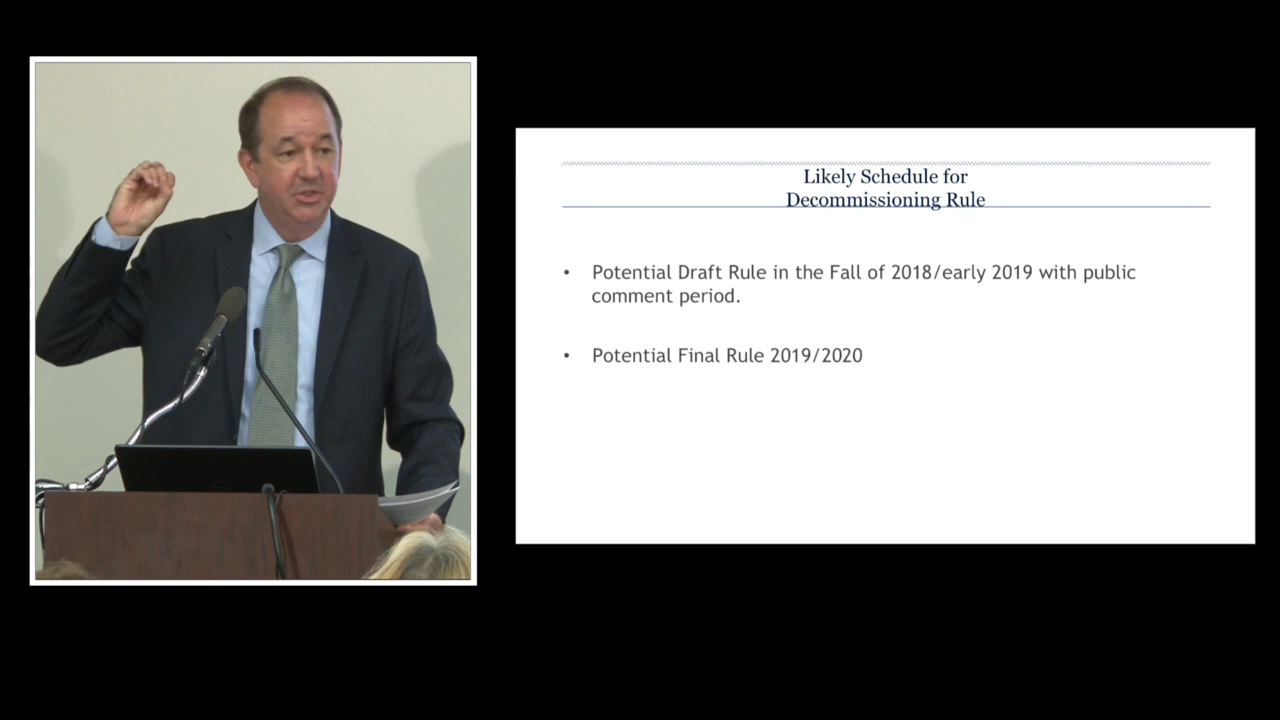 Likely Schedule for
Decommissioning Rule
• Potential Draft Rule in the Fall of 2018/early 2019 with public
comment period.
• Potential Final Rule 2019/2020